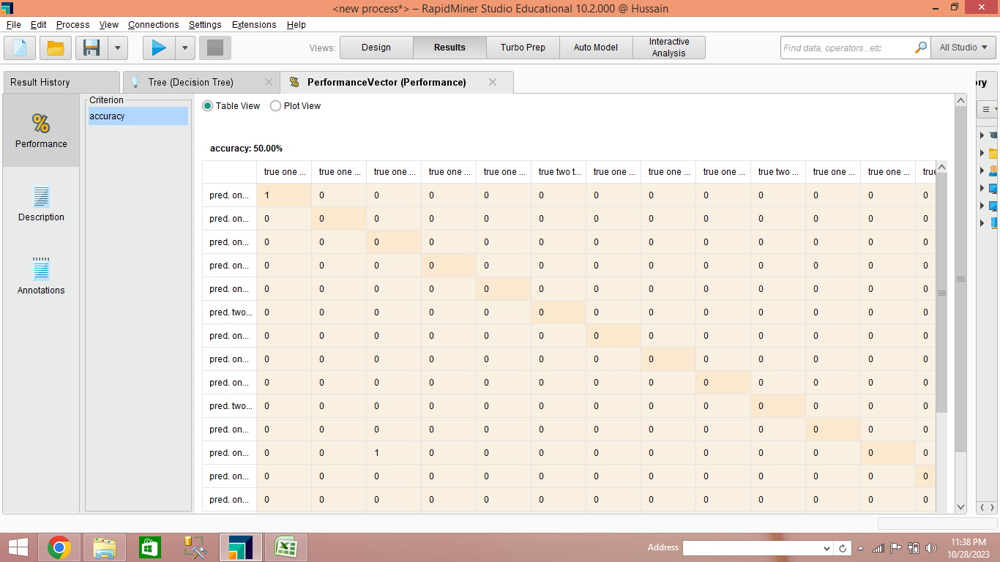 <new process*> – RapidMiner Studio Educational 10.2.000 @ Hussain
File Edit Process View Connections Settings Extensions Help
Views: Design Results Turbo Prep Auto Model Interactive Analysis Find data, operators...etc All Studio
Result History Tree (Decision Tree) PerformanceVector (Performance) ory
Criterion
accuracy
Table View Plot View
% Performance
Description
Annotations
accuracy: 50.00%
true one ... true one ... true one ... true one ... true one ... true two t... true one ... true one ... true one ... true two ... true one ... true one ... true
pred. on... 1 0 0 0 0 0 0 0 0 0 0 0 0
pred. on... 0 0 0 0 0 0 0 0 0 0 0 0 0
pred. on... 0 0 0 0 0 0 0 0 0 0 0 0 0
pred. on... 0 0 0 0 0 0 0 0 0 0 0 0 0
pred. on... 0 0 0 0 0 0 0 0 0 0 0 0 0
pred. two... 0 0 0 0 0 0 0 0 0 0 0 0 0
pred. on... 0 0 0 0 0 0 0 0 0 0 0 0 0
pred. on... 0 0 0 0 0 0 0 0 0 0 0 0 0
pred. on... 0 0 0 0 0 0 0 0 0 0 0 0 0
pred. two... 0 0 0 0 0 0 0 0 0 0 0 0 0
pred. on... 0 0 0 0 0 0 0 0 0 0 0 0 0
pred. on... 0 0 1 0 0 0 0 0 0 0 0 0 0
pred. on... 0 0 0 0 0 0 0 0 0 0 0 0 0
pred. on... 0 0 0 0 0 0 0 0 0 0 0 0 0
Address
11:38 PM
10/28/2023